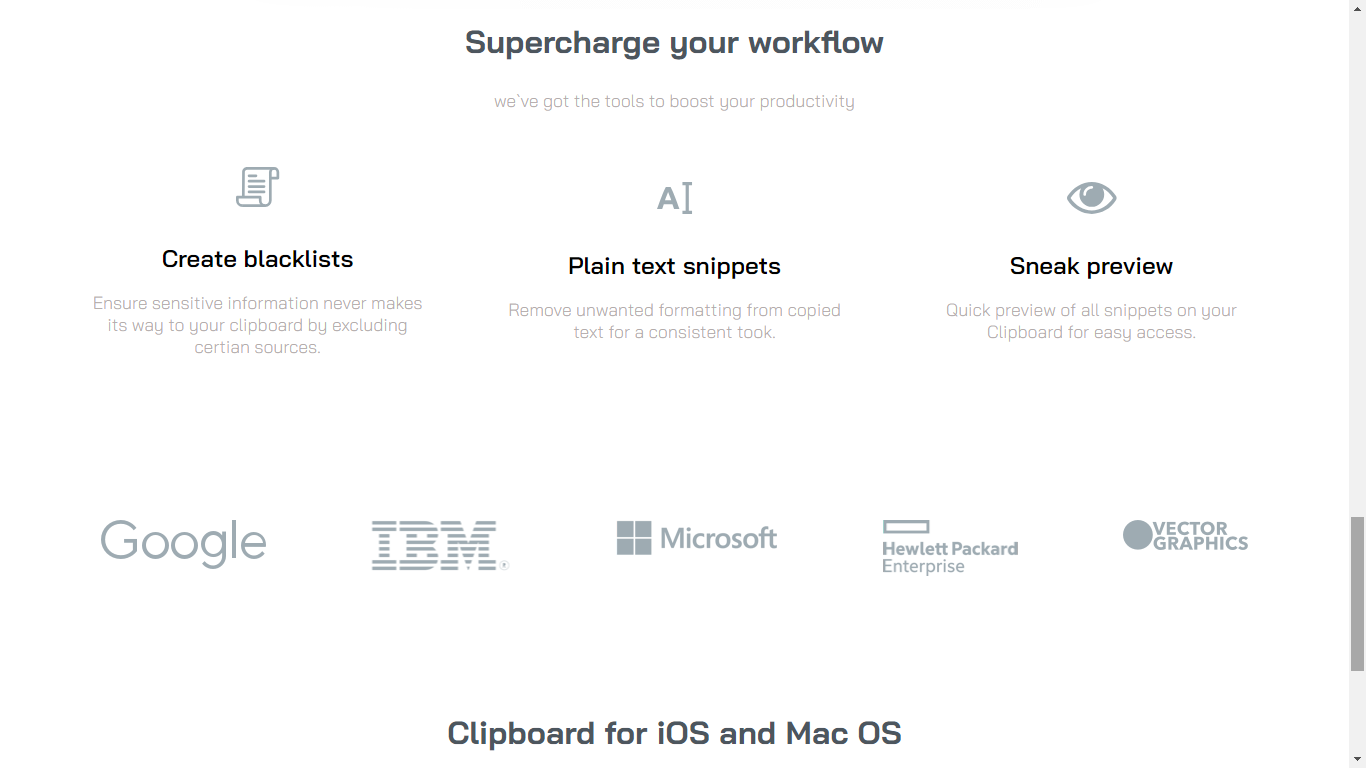 Supercharge your workflow
we`ve got the tools to boost your productivity
AI
Create blacklists
Ensure sensitive information never makes
its way to your clipboard by excluding
certian sources.
Plain text snippets
Remove unwanted formatting from copied
text for a consistent took.
Sneak preview
Quick preview of all snippets on your
Clipboard for easy access.
Google
IBM®
Microsoft
Hewlett Packard
Enterprise
VECTOR
GRAPHICS
Clipboard for iOS and Mac OS